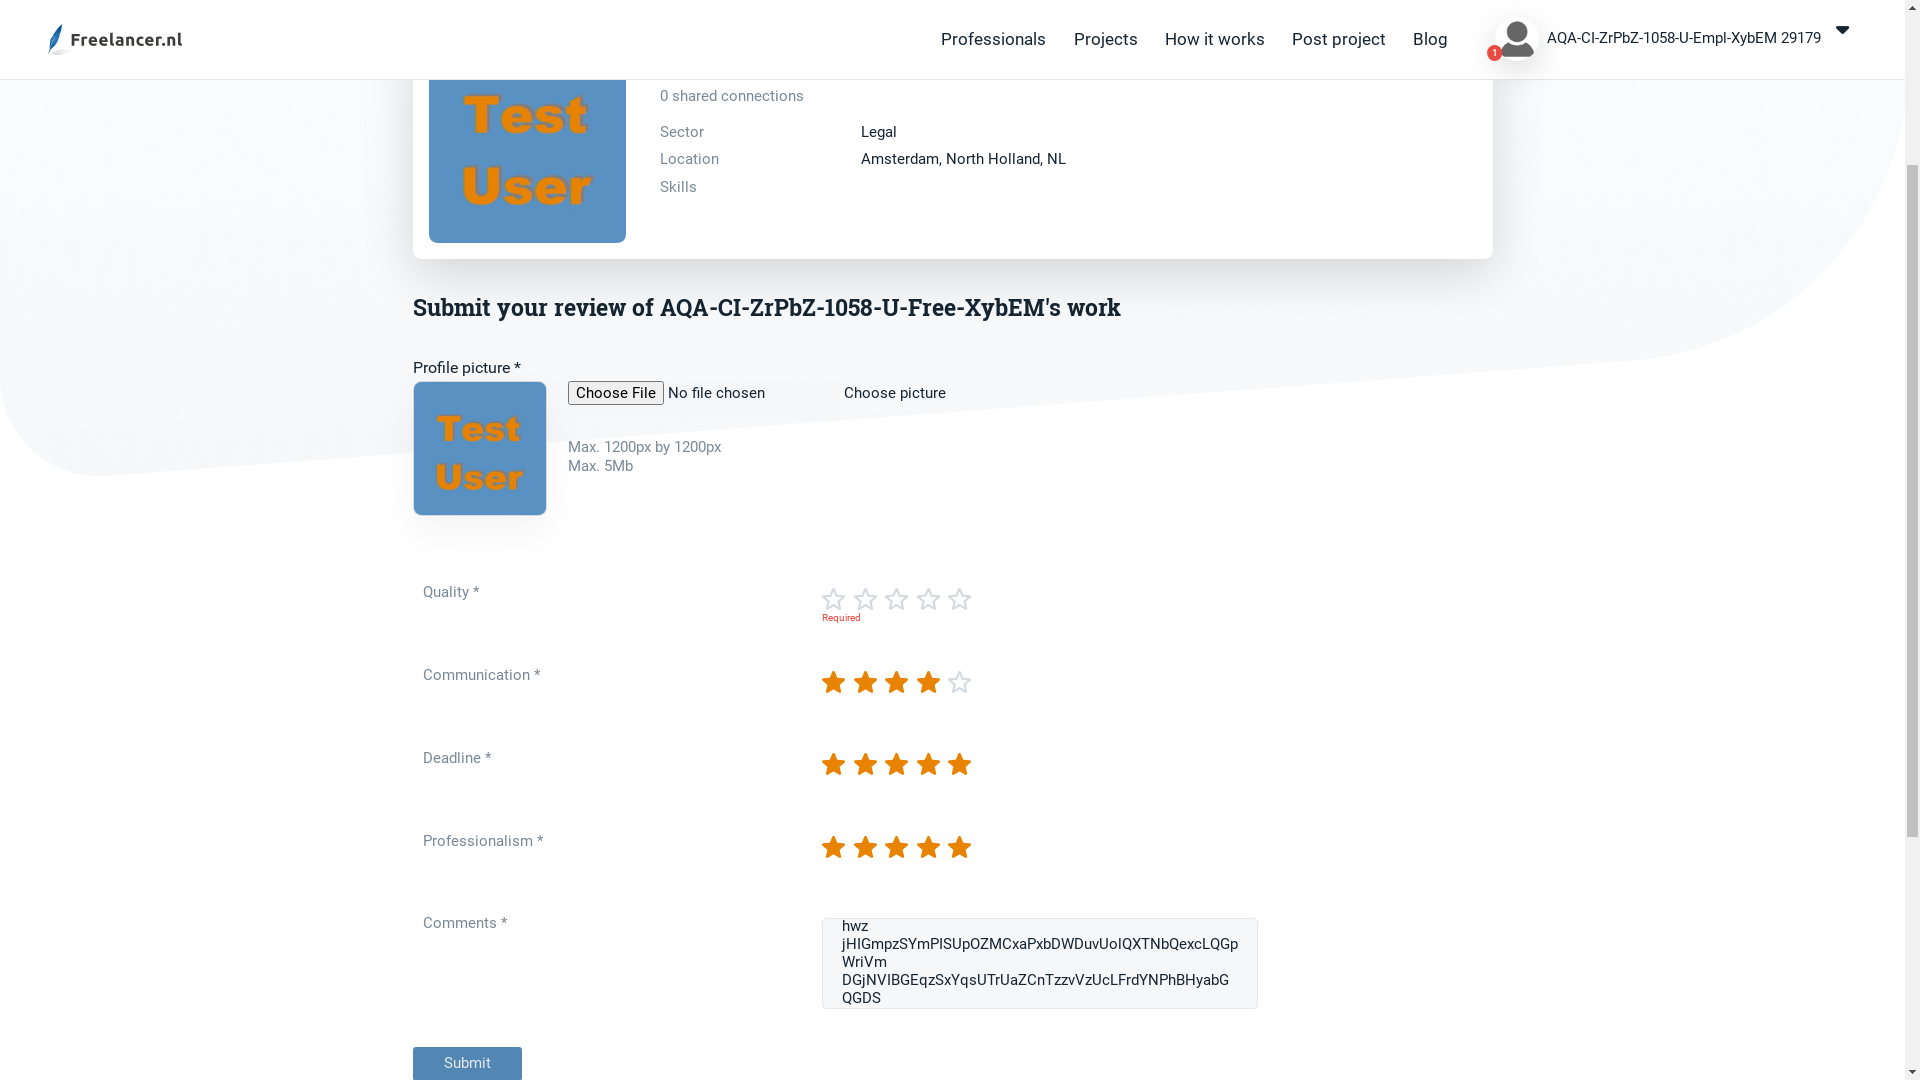 Freelancer.nl
Professionals
Projects
How it works
Post project
Blog
1
AQA-CI-ZrPbZ-1058-U-Empl-XybEM 29179
Test
User
0 shared connections
Sector
Legal
Location
Amsterdam, North Holland, NL
Skills
Submit your review of AQA-CI-ZrPbZ-1058-U-Free-XybEM's work
Profile picture *
Test
User
Choose File No file chosen
Choose picture
Max. 1200px by 1200px
Max. 5Mb
Quality *
Required
Communication *
Deadline *
Professionalism *
Comments *
hwz
jHIGmpzSYmPISUpOZMCxaPxbDWDuvUolQXTNbQexcLQGp
WriVm
DGjNVIBGEqzSxYqsUTrUaZCnTzzvVzUcLFrdYNPhBHyabG
QGDS
Submit